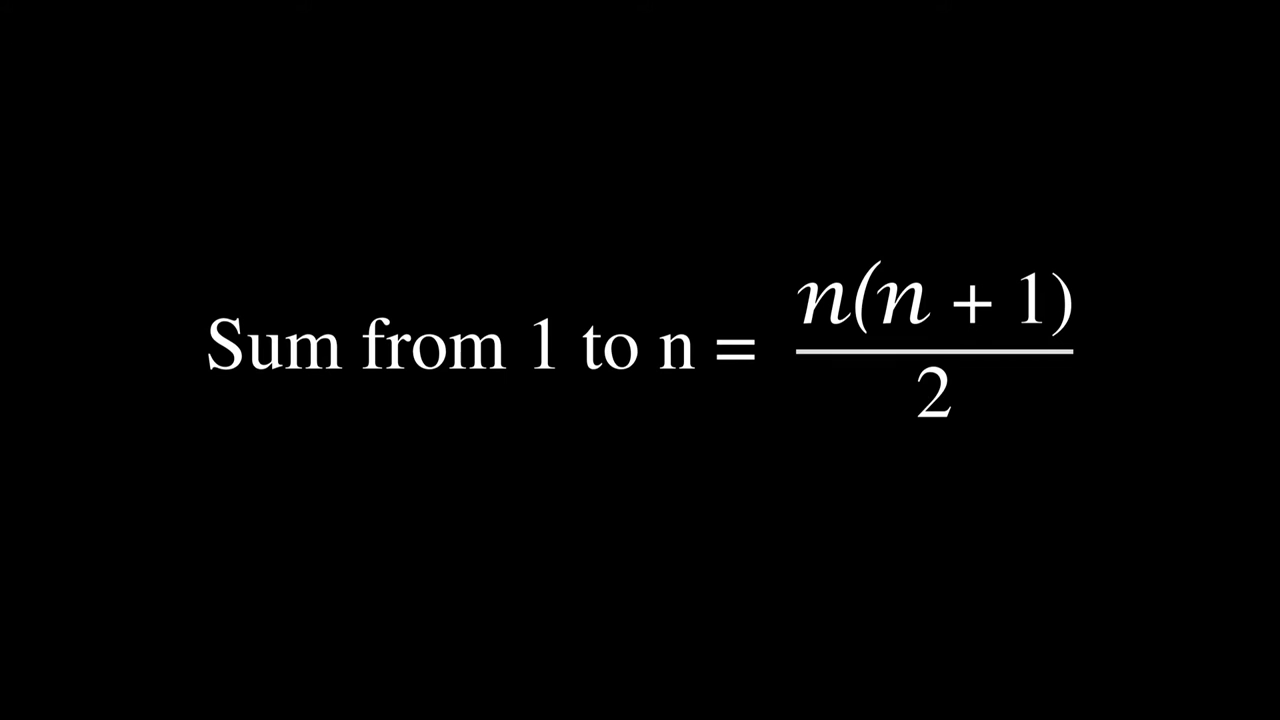 Sum from 1 to n = n(n + 1)
2